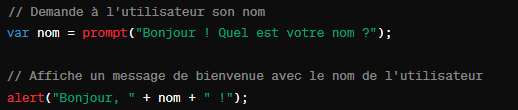 // Demande à l'utilisateur son nom
var nom = prompt("Bonjour ! Quel est votre nom ?");
// Affiche un message de bienvenue avec le nom de l'utilisateur
alert("Bonjour, " + nom + " !");